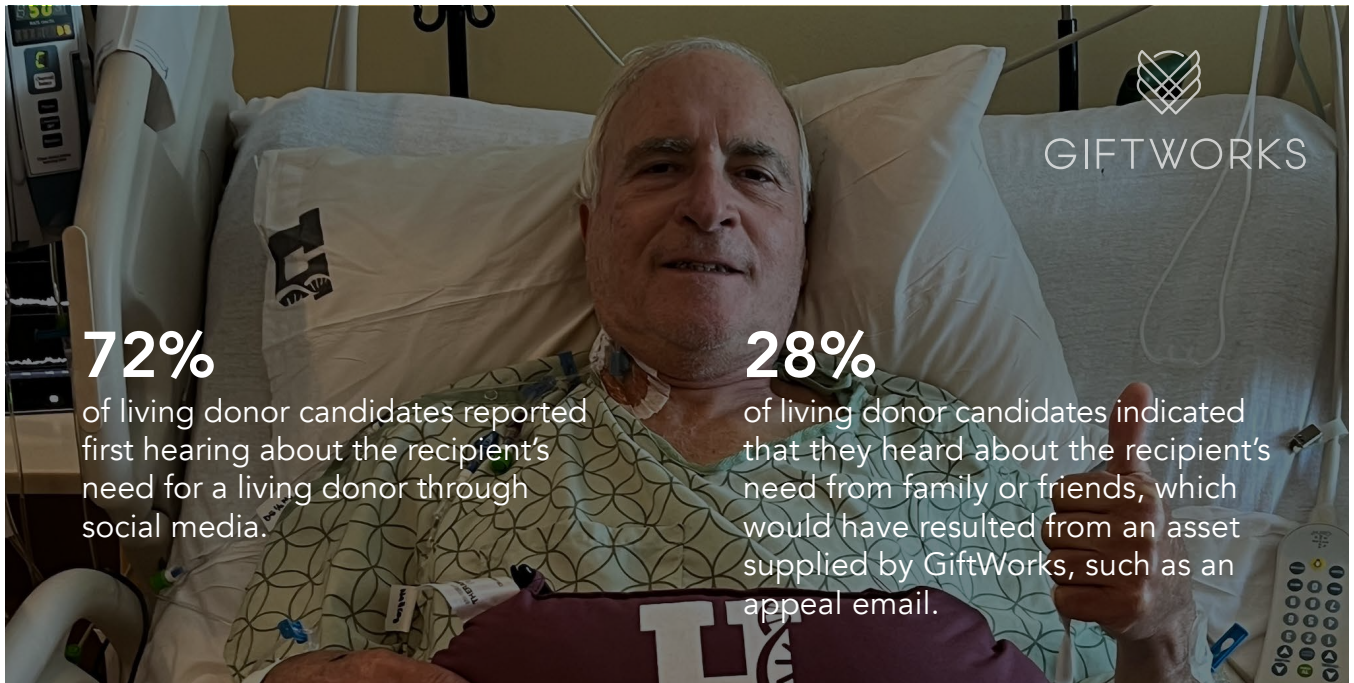 GIFTWORKS
72%
of living donor candidates reported
first hearing about the recipient’s
need for a living donor through
social media.
28%
of living donor candidates indicated
that they heard about the recipient’s
need from family or friends, which
would have resulted from an asset
supplied by GiftWorks, such as an
appeal email.